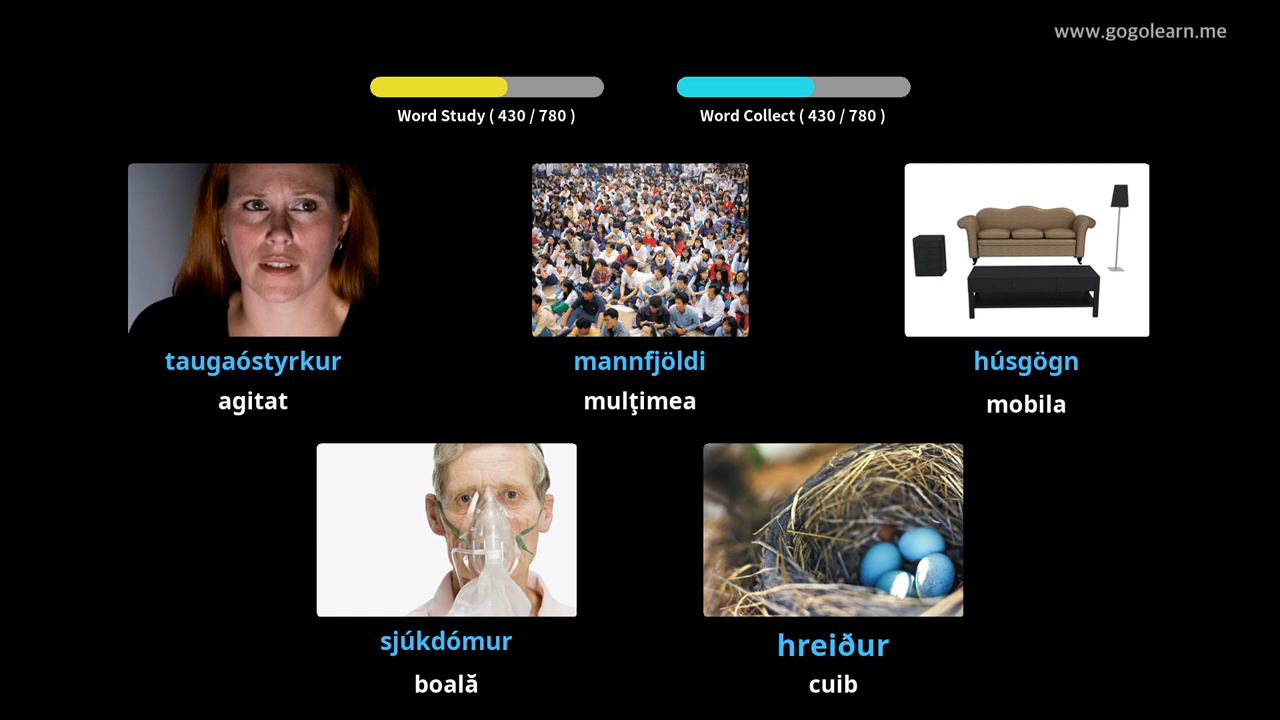 www.gogolearn.me
Word Study ( 430 / 780 )
Word Collect ( 430 / 780 )
taugaóstyrkur
agitat
mannfjöldi
mulţimea
húsgögn
mobila
sjúkdómur
boală
hreiður
cuib